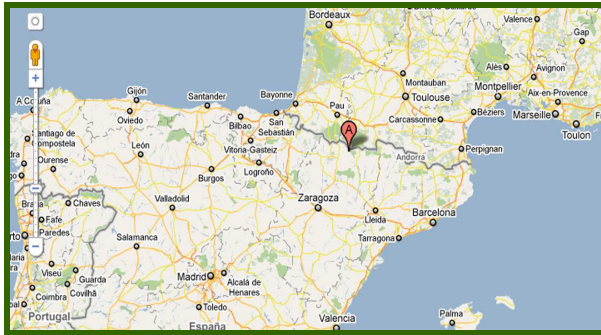 Bordeaux
Valence
Gap
Alès
Avignon
Montauban
Montpellier
Aix-en-Provence
Toulouse
A Coruña
Gijón
Santander
Bayonne
Pau
Béziers
Marseille
Oviedo
Carcassonne
Toulon
San
Sebastián
Bilbao
Santiago de
Compostela
León
Vitoria-Gasteiz
A
Andorra
Perpignan
Ourense
Logroño
Burgos
Braga
Chaves
Valladolid
Zaragoza
Barcelona
Fafe
Lleida
Paredes
Salamanca
Tarragona
Viseu
Guarda
Madrid
Alcalá de
Henares
Coimbra
Covilhã
Toledo
Palma
Portugal
España
Valencia